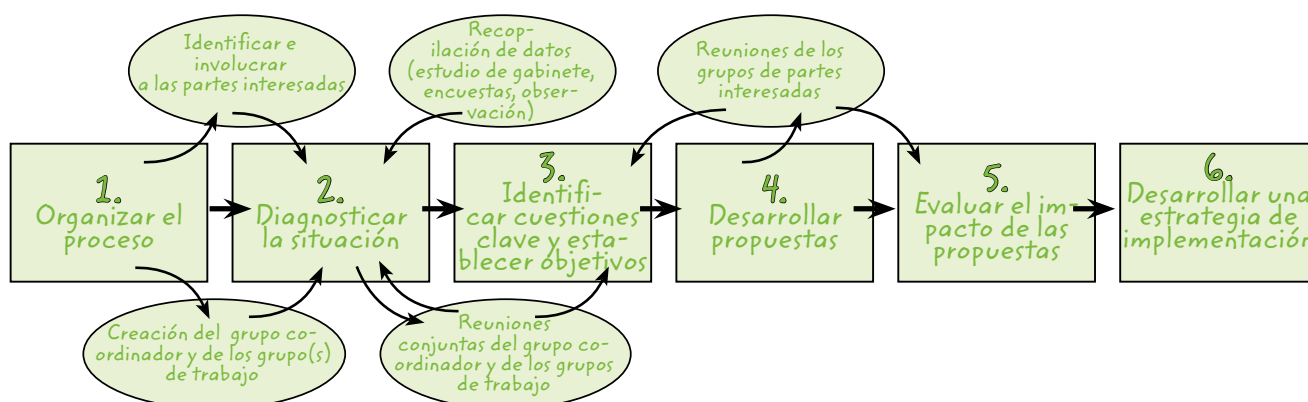 Identificar e
involucrar
a las partes interesadas
Recop-
ilación de datos
(estudio de gabinete,
encuestas, obser-
vación)
Reuniones de los
grupos de partes
interesadas
1.
Organizar el
proceso
2.
Diagnosticar
la situación
3.
Identifi-
car cuestiones
clave y esta-
blecer objetivos
4.
Desarrollar
propuestas
5.
Evaluar el im-
pacto de las
propuestas
6.
Desarrollar una
estrategia de
implementación
Creación del grupo co-
ordinador y de los grupo(s)
de trabajo
Reuniones
conjuntas del grupo co-
ordinador y de los grupos
de trabajo